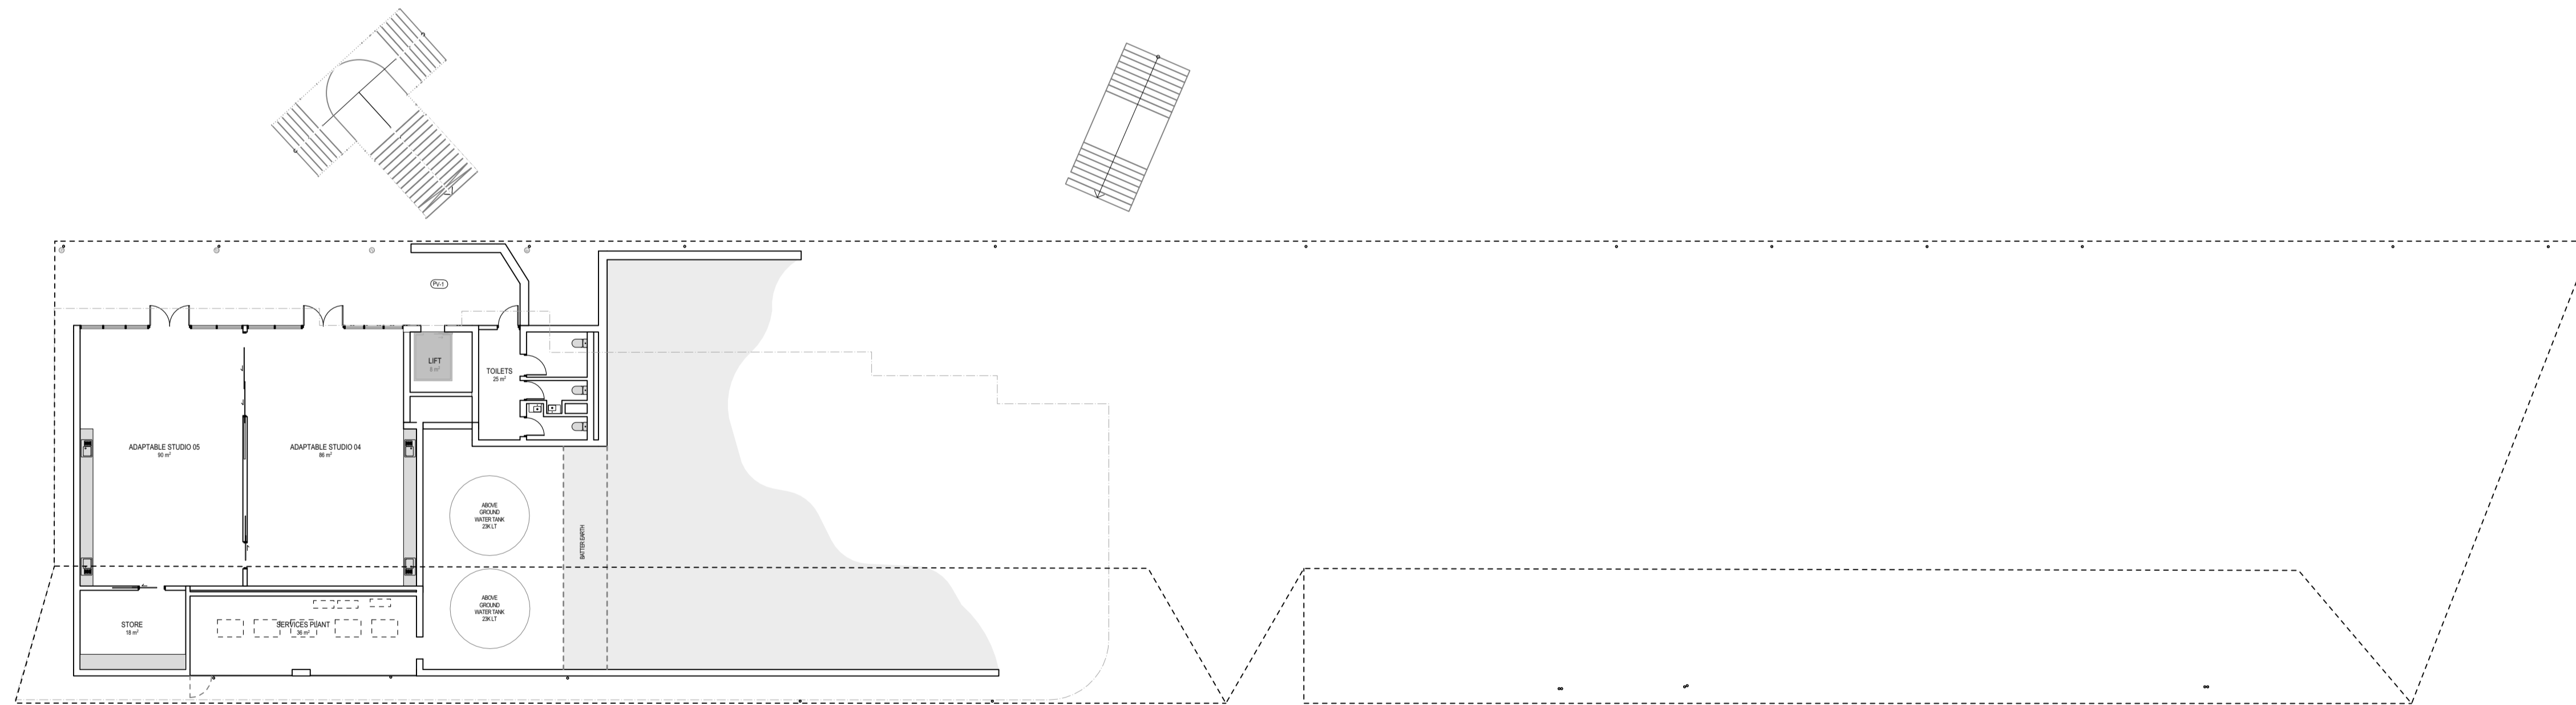 PV-1
LIFT
6 m²
TOILETS
25 m²
ADAPTABLE STUDIO 05
90 m²
ADAPTABLE STUDIO 04
86 m²
ABOVE
GROUND
WATER TANK
23K LT
BATTER EARTH
ABOVE
GROUND
WATER TANK
23K LT
STORE
18 m²
SERVICES PLANT
36 m²